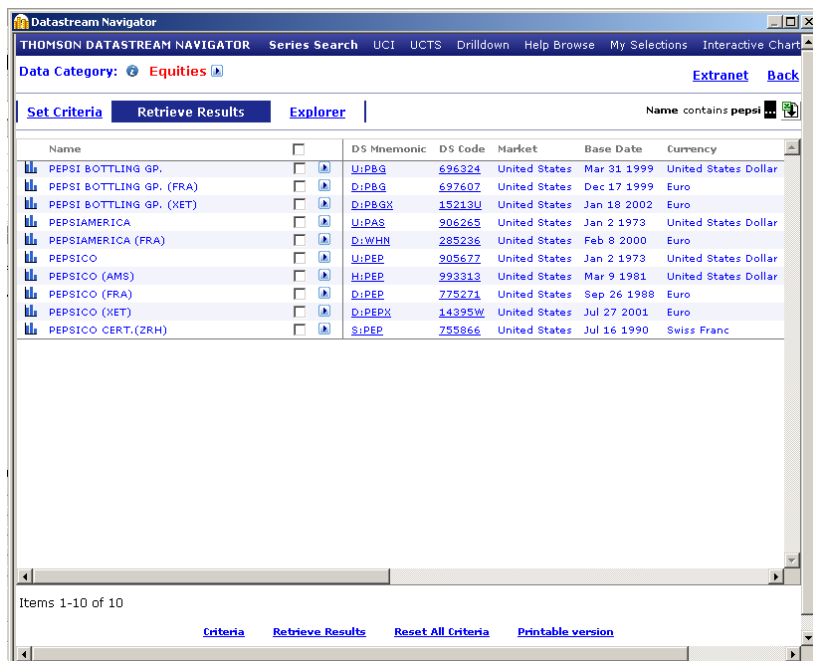 Datastream Navigator
THOMSON DATASTREAM NAVIGATOR Series Search UCI UCTS Drilldown Help Browse My Selections Interactive Chart
Data Category: Equities
Extranet Back
Set Criteria Retrieve Results Explorer Name contains pepsi ...
Name DS Mnemonic DS Code Market Base Date Currency
PEPSI BOTTLING GP. U:PBG 696324 United States Mar 31 1999 United States Dollar
PEPSI BOTTLING GP. (FRA) D:PBG 697607 United States Dec 17 1999 Euro
PEPSI BOTTLING GP. (XET) D:PBGX 15213U United States Jan 18 2002 Euro
PEPSIAMERICA U:PAS 906265 United States Jan 2 1973 United States Dollar
PEPSIAMERICA (FRA) D:WHN 285236 United States Feb 8 2000 Euro
PEPSICO U:PEP 905677 United States Jan 2 1973 United States Dollar
PEPSICO (AMS) H:PEP 993313 United States Mar 9 1981 United States Dollar
PEPSICO (FRA) D:PEP 775271 United States Sep 26 1988 Euro
PEPSICO (XET) D:PEPX 14395W United States Jul 27 2001 Euro
PEPSICO CERT.(ZRH) S:PEP 755866 United States Jul 16 1990 Swiss Franc
Items 1-10 of 10
Criteria Retrieve Results Reset All Criteria Printable version